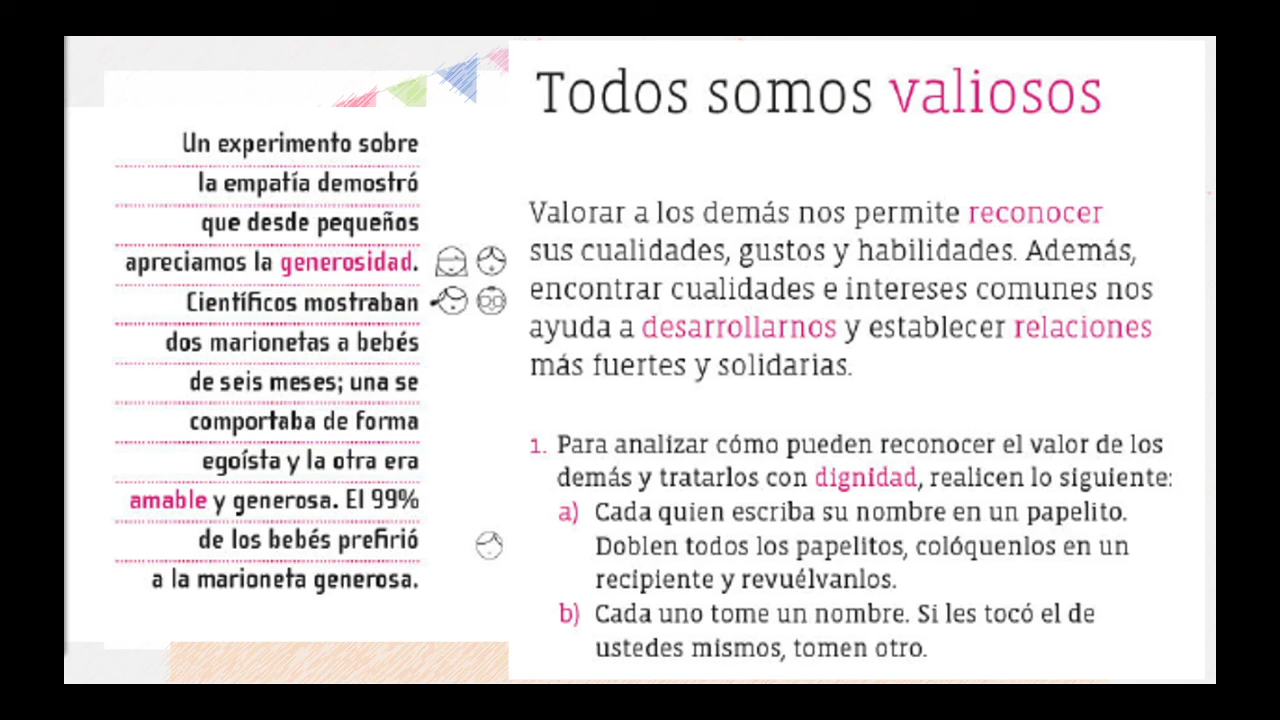 Un experimento sobre
la empatía demostró
que desde pequeños
apreciamos la generosidad.
Científicos mostraban
dos marionetas a bebés
de seis meses; una se
comportaba de forma
egoísta y la otra era
amable y generosa. El 99%
de los bebés prefirió
a la marioneta generosa.
Todos somos valiosos
Valorar a los demás nos permite reconocer
sus cualidades, gustos y habilidades. Además,
encontrar cualidades e intereses comunes nos
ayuda a desarrollarnos y establecer relaciones
más fuertes y solidarias.
1. Para analizar cómo pueden reconocer el valor de los
demás y tratarlos con dignidad, realicen lo siguiente:
a) Cada quien escriba su nombre en un papelito.
Doblen todos los papelitos, colóquenlos en un
recipiente y revuélvanlos.
b) Cada uno tome un nombre. Si les tocó el de
ustedes mismos, tomen otro.